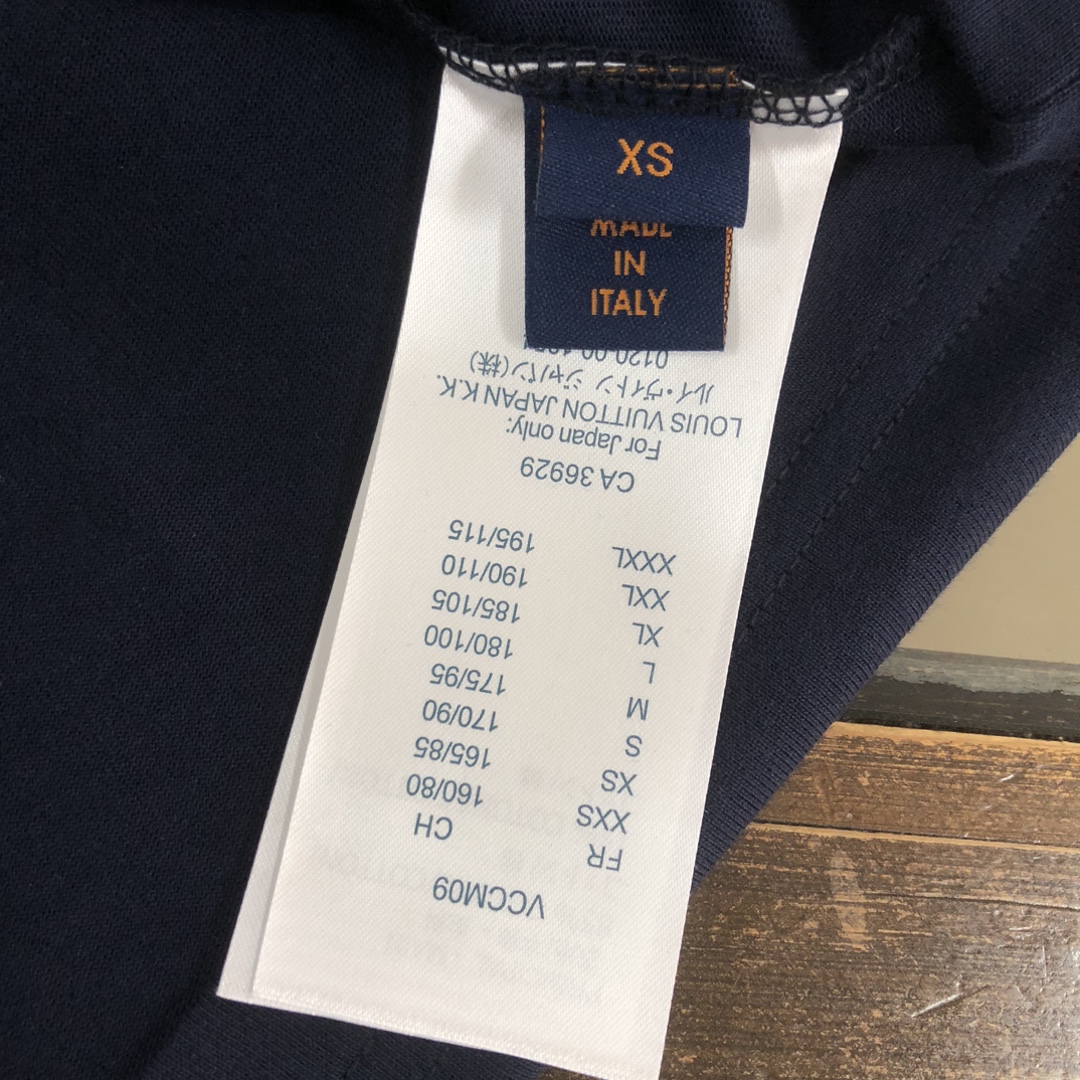 XS
MADE
IN
ITALY
VCCM09
FR CH
XXS 160/80
XS 165/85
S 170/90
M 175/95
L 180/100
XL 185/105
XXL 190/110
XXXL 195/115
CA 36929
For Japan only:
LOUIS VUITTON JAPAN K.K.
ルイ・ヴィトン ジャパン(株)
0120 00